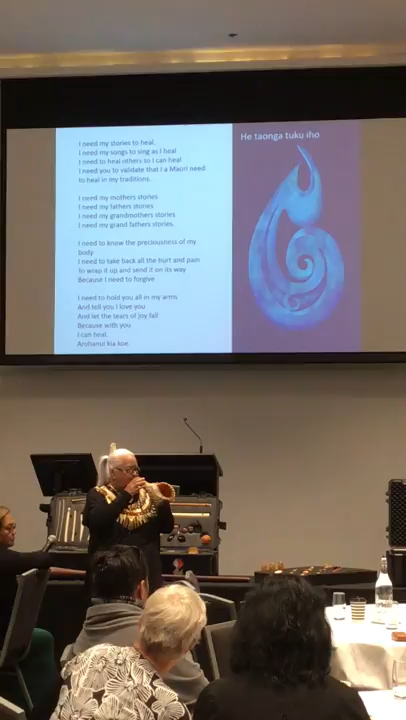 I need my stories to heal,
I need my songs to sing as I heal
I need to heal others so I can heal
I need you to validate that I a Maori need
to heal in my traditions.
I need my mothers stories
I need my fathers stories
I need my grandmothers stories
I need my grand fathers stories.
I need to know the preciousness of my
body
I need to take back all the hurt and pain
To wrap it up and send it on its way
Because I need to forgive
I need to hold you all in my arms
And tell you I love you
And let the tears of joy fall
Because with you
I can heal.
Arohanui kia koe.
He taonga tuku iho